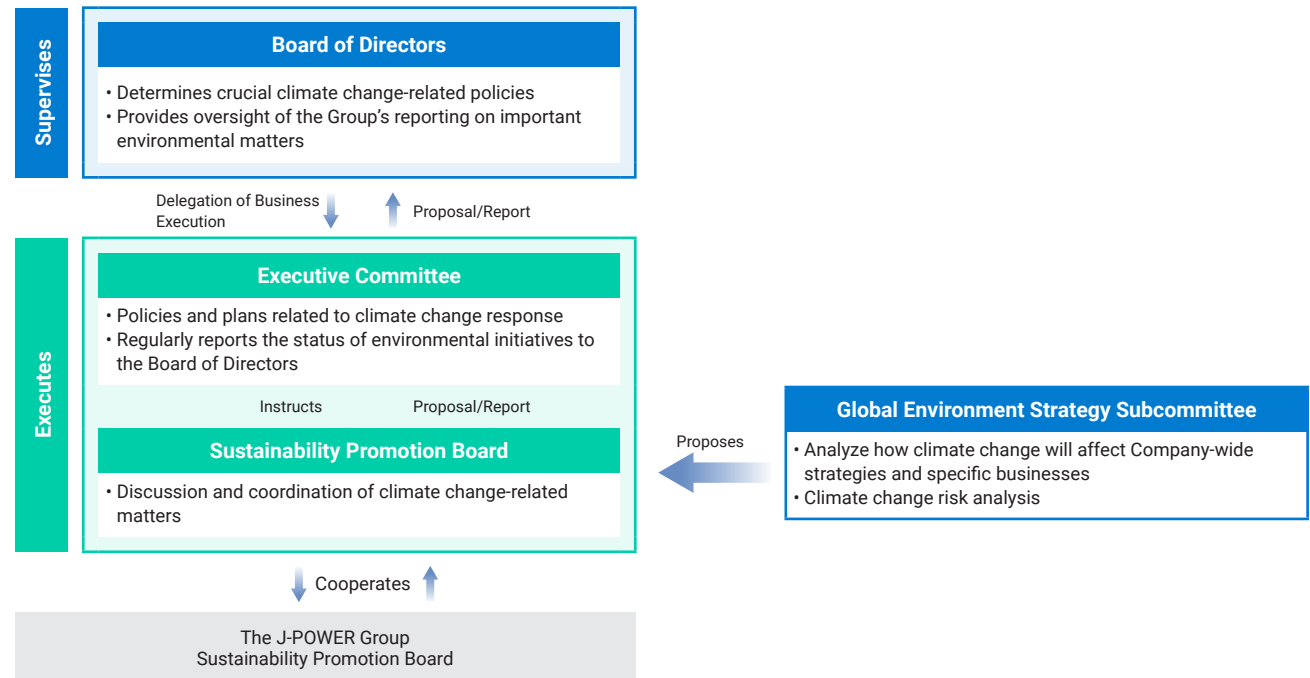 Supervises
Board of Directors
• Determines crucial climate change-related policies
• Provides oversight of the Group’s reporting on important
environmental matters
Delegation of Business
Execution
Proposal/Report
Executes
Executive Committee
• Policies and plans related to climate change response
• Regularly reports the status of environmental initiatives to
the Board of Directors
Instructs
Proposal/Report
Sustainability Promotion Board
• Discussion and coordination of climate change-related
matters
Proposes
Global Environment Strategy Subcommittee
• Analyze how climate change will affect Company-wide
strategies and specific businesses
• Climate change risk analysis
Cooperates
The J-POWER Group
Sustainability Promotion Board